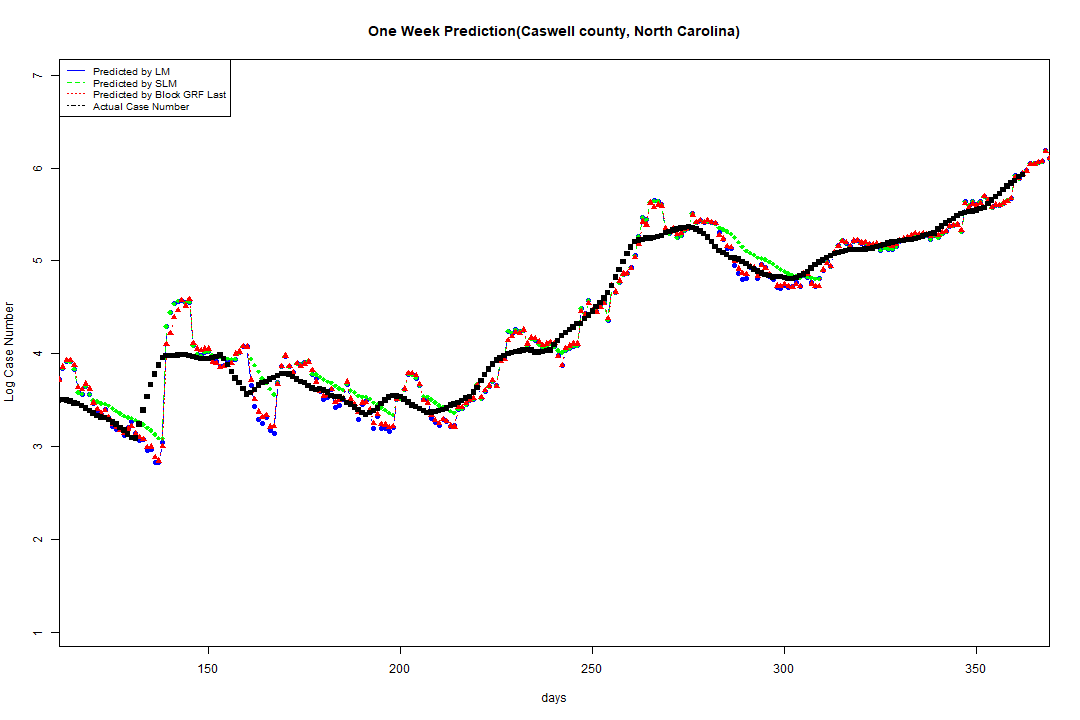 One Week Prediction(Caswell county, North Carolina)
Predicted by LM
Predicted by SLM
Predicted by Block GRF Last
Actual Case Number
7
6
5
4
3
2
1
Log Case Number
150
200
250
300
350
days